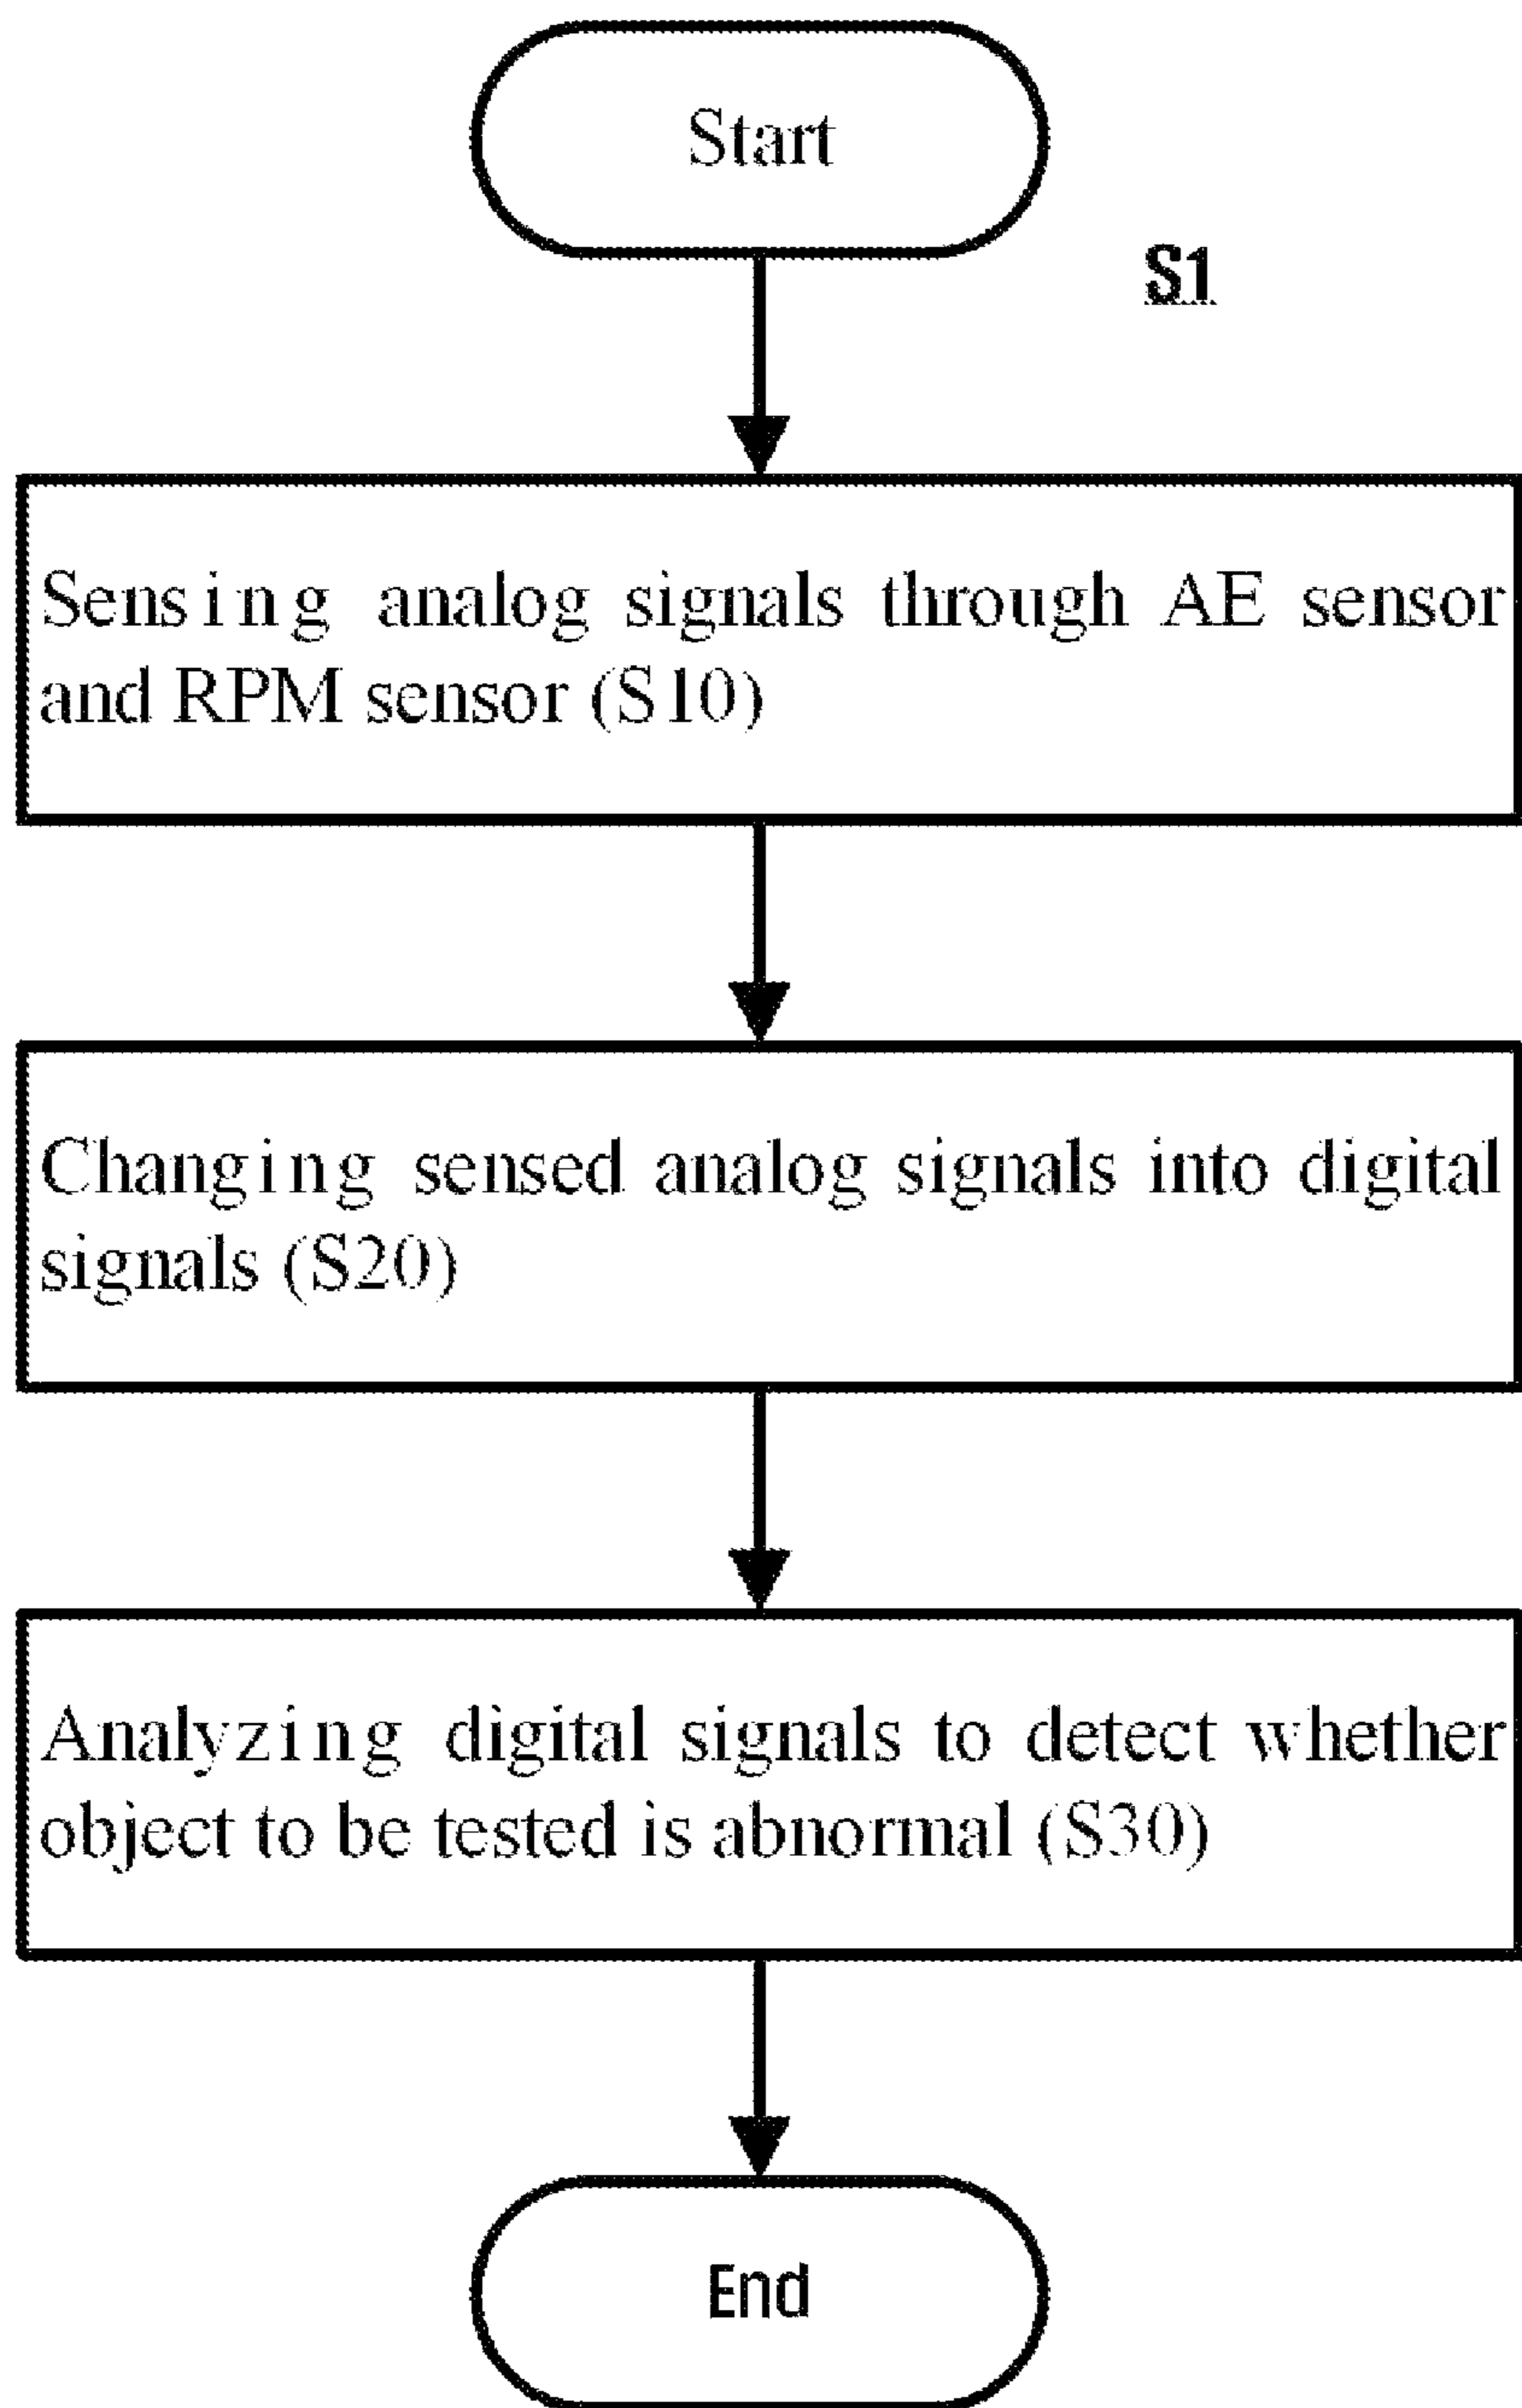 Start
S1
Sensing analog signals through AE sensor
and RPM sensor (S10)
Changing sensed analog signals into digital
signals (S20)
Analyzing digital signals to detect whether
object to be tested is abnormal (S30)
End